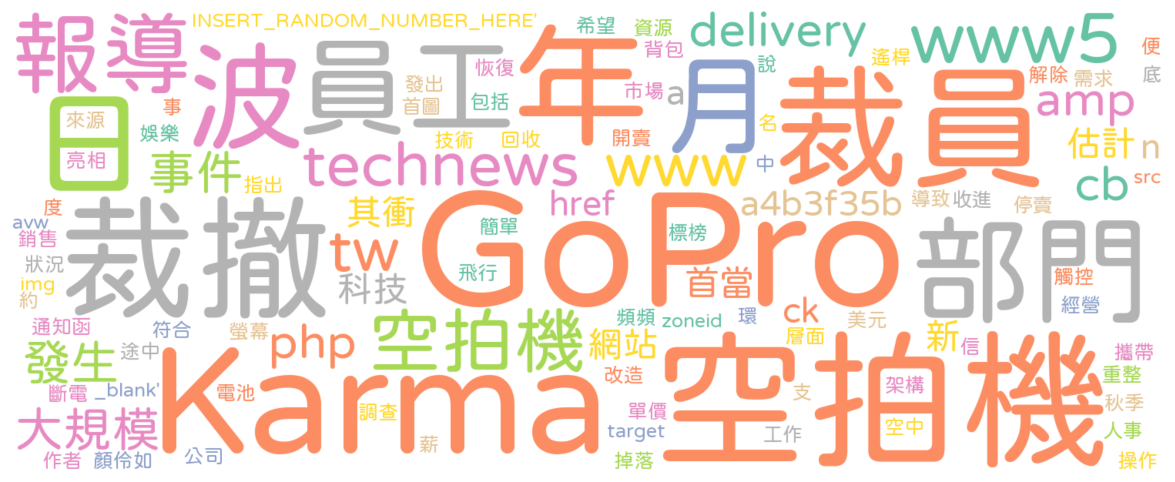 INSERT_RANDOM_NUMBER_HERE'
希望
資源
delivery
www5
便
報導
波
員工
年
月
裁員
背包
說
遙桿
底
恢復
發出
首圖
包括
市場
a
解除
需求
amp
日
事
來源
娛樂
亮相
技術
回收
開賣
名
估計
n
事件
指出
technews
www
中
cb
src
度
avw
銷售
狀況
img
約
裁撤
其衝
tw
科技
GoPro
簡單
飛行
href
標榜
首當
a4b3f35b
導致
收進
停賣
部門
觸控
經營
通知函
符合
螢幕
途中
php
空拍機
頻頻
zoneid
環
ck
層面
美元
新
信
網站
發生
斷電
_blank'
電池
改造
Karma
空拍機
架構
攜帶
重整
秋季
大規模
調查
單價
支
空中
人事
作者
顏伶如
公司
薪
target
掉落
工作
操作